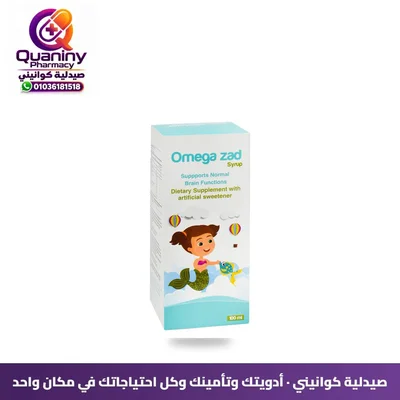 Quaniny
Pharmacy
صيدلية كوانيني
01036181518
Omega zad
Syrup
Suppports Normal
Brain Functions
Dietary Supplement with
artificial sweetener
صيدلية كوانيني - أدويتك وتأمينك وكل احتياجاتك في مكان واحد